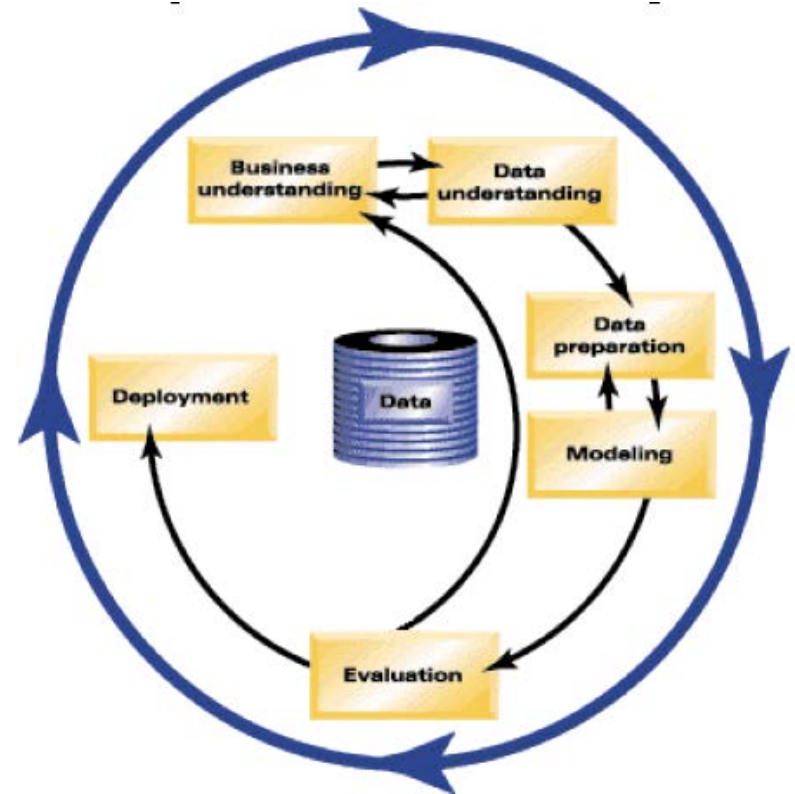 Business
understanding
Data
understanding
Data
preparation
Deployment
Data
Modeling
Evaluation